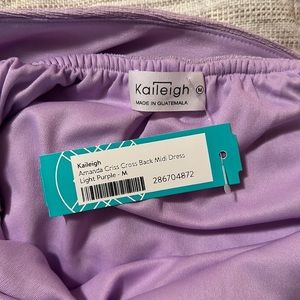 Kaileigh
M
MADE IN GUATEMALA
Kaileigh
Amanda Criss Cross Back Midi Dress
Light Purple - M
286704872